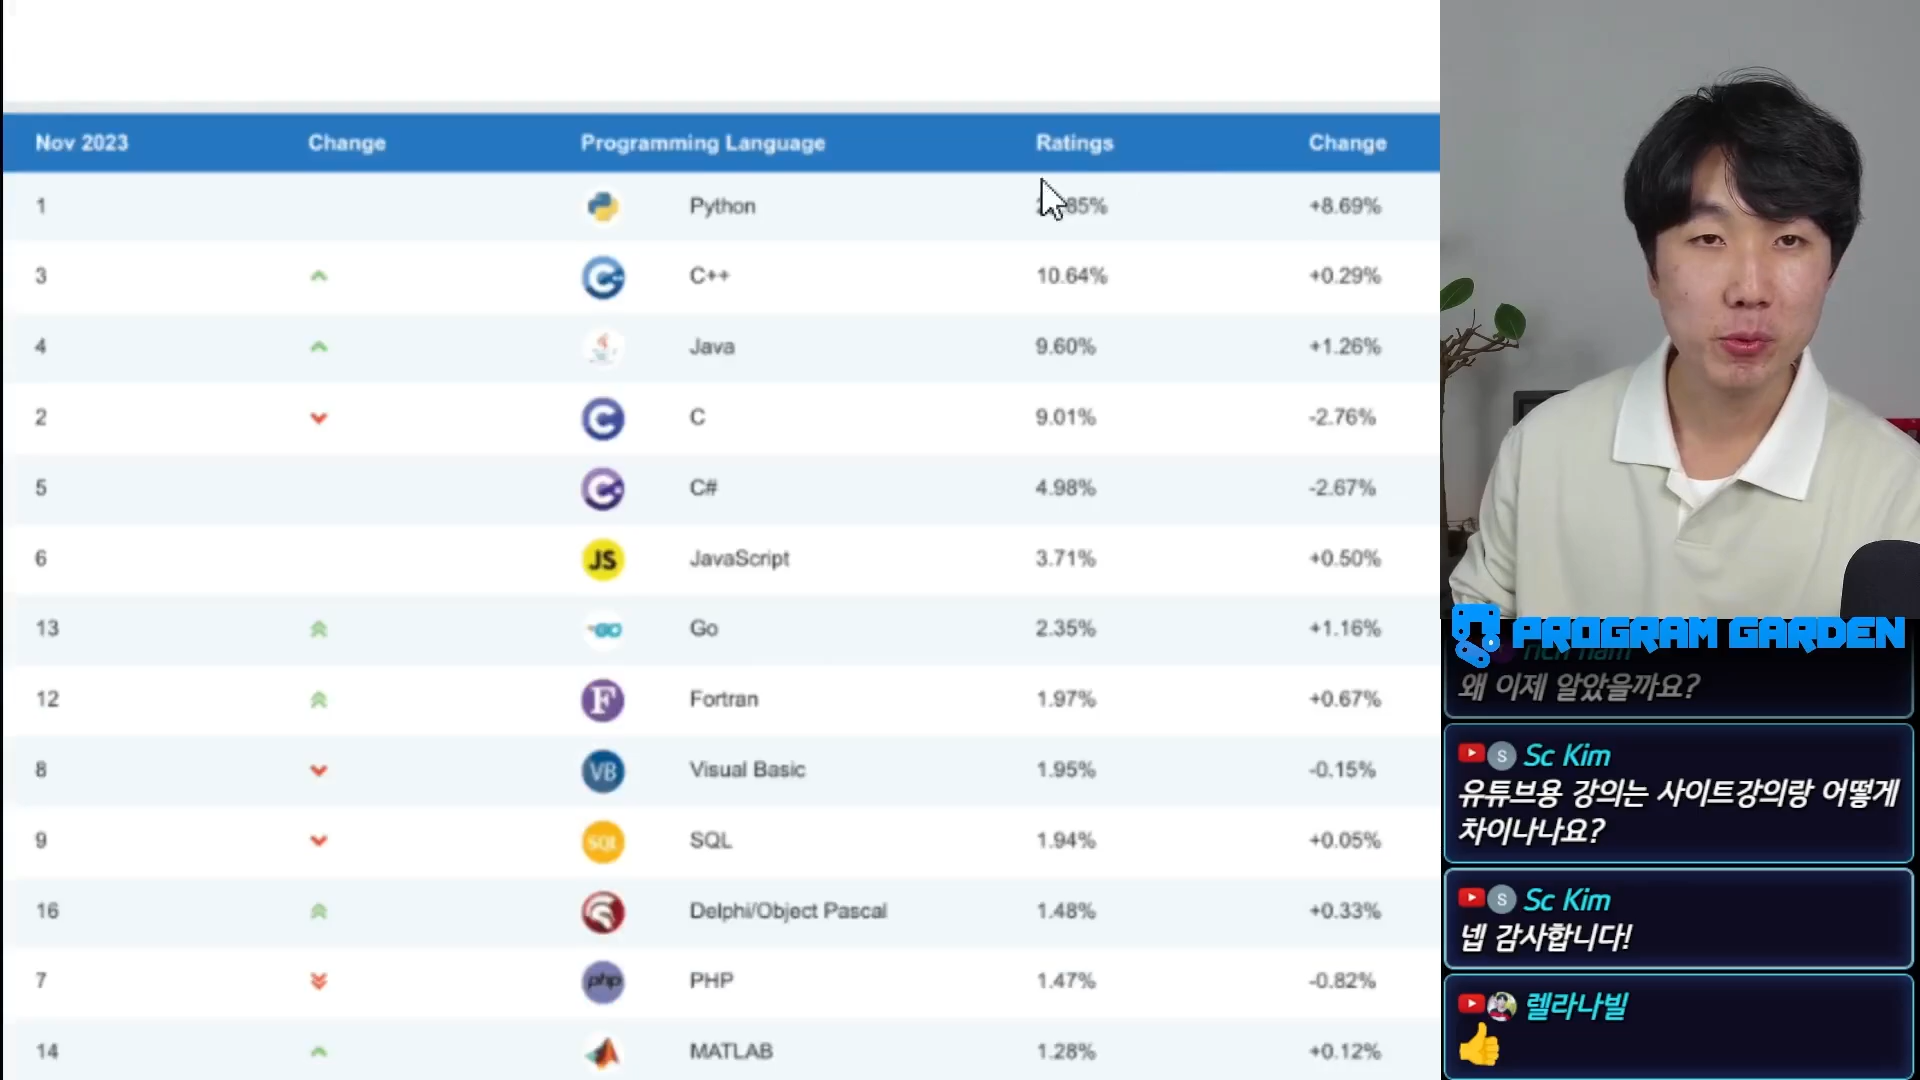 Nov 2023 Change Programming Language Ratings Change
1 Python 85% +8.69%
3 C++ 10.64% +0.29%
4 Java 9.60% +1.26%
2 C 9.01% -2.76%
5 C# 4.98% -2.67%
6 JS JavaScript 3.71% +0.50%
13 GO Go 2.35% +1.16%
12 F Fortran 1.97% +0.67%
8 VB Visual Basic 1.95% -0.15%
9 SQL SQL 1.94% +0.05%
16 Delphi/Object Pascal 1.48% +0.33%
7 php PHP 1.47% -0.82%
14 MATLAB 1.28% +0.12%
PROGRAM GARDEN
왜 이제 알았을까요?
S Sc Kim
유튜브용 강의는 사이트강의랑 어떻게
차이나나요?
S Sc Kim
넵 감사합니다!
렐라나빌